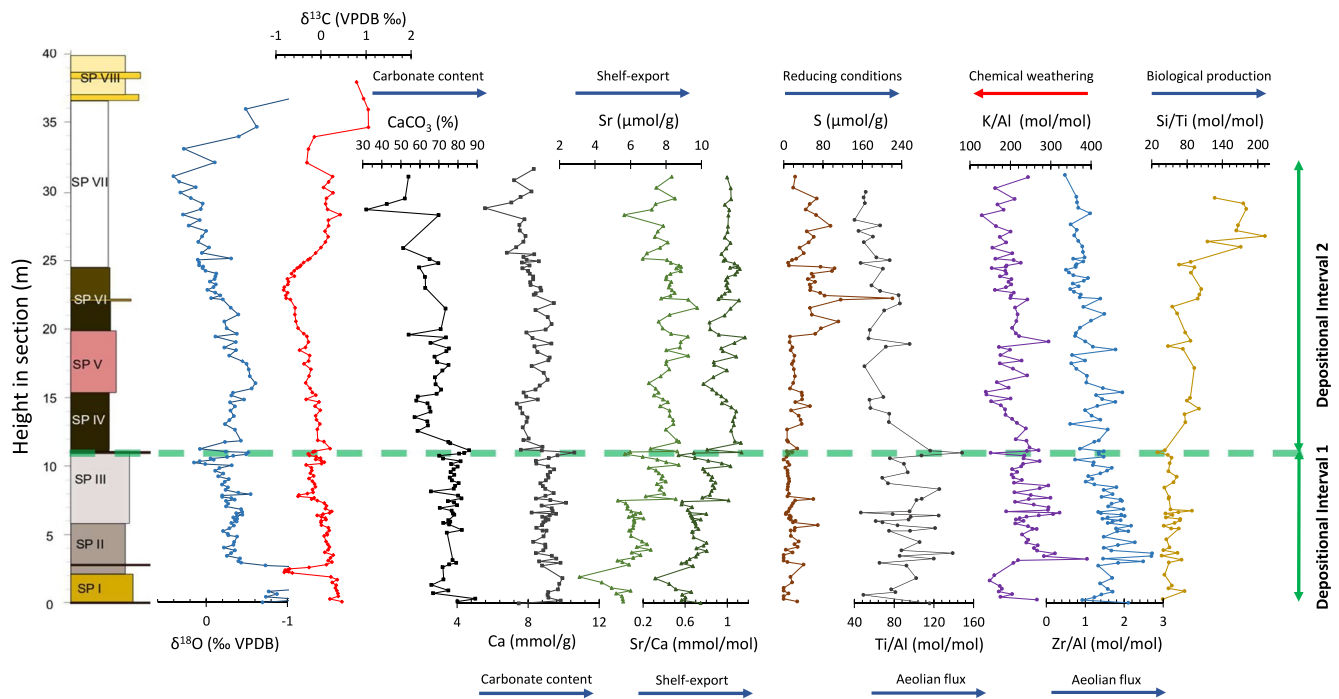 δ¹³C (VPDB ‰)
-1 0 1 2
40
35
30
25
20
15
10
5
0
Height in section (m)
SP VIII
SP VII
SP VI
SP V
SP IV
SP III
SP II
SP I
0 -1
δ¹⁸O (‰ VPDB)
Carbonate content
CaCO₃ (%)
30 40 50 60 70 80 90
4 8 12
Ca (mmol/g)
Carbonate content
Shelf-export
Sr (μmol/g)
2 4 6 8 10
0.2 0.6 1
Sr/Ca (mmol/mol)
Shelf-export
Reducing conditions
S (μmol/g)
0 80 160 240
40 80 120 160
Ti/Al (mol/mol)
Aeolian flux
Chemical weathering
K/Al (mol/mol)
100 200 300 400
0 1 2 3
Zr/Al (mol/mol)
Aeolian flux
Biological production
Si/Ti (mol/mol)
20 80 140 220
Depositional Interval 2
Depositional Interval 1